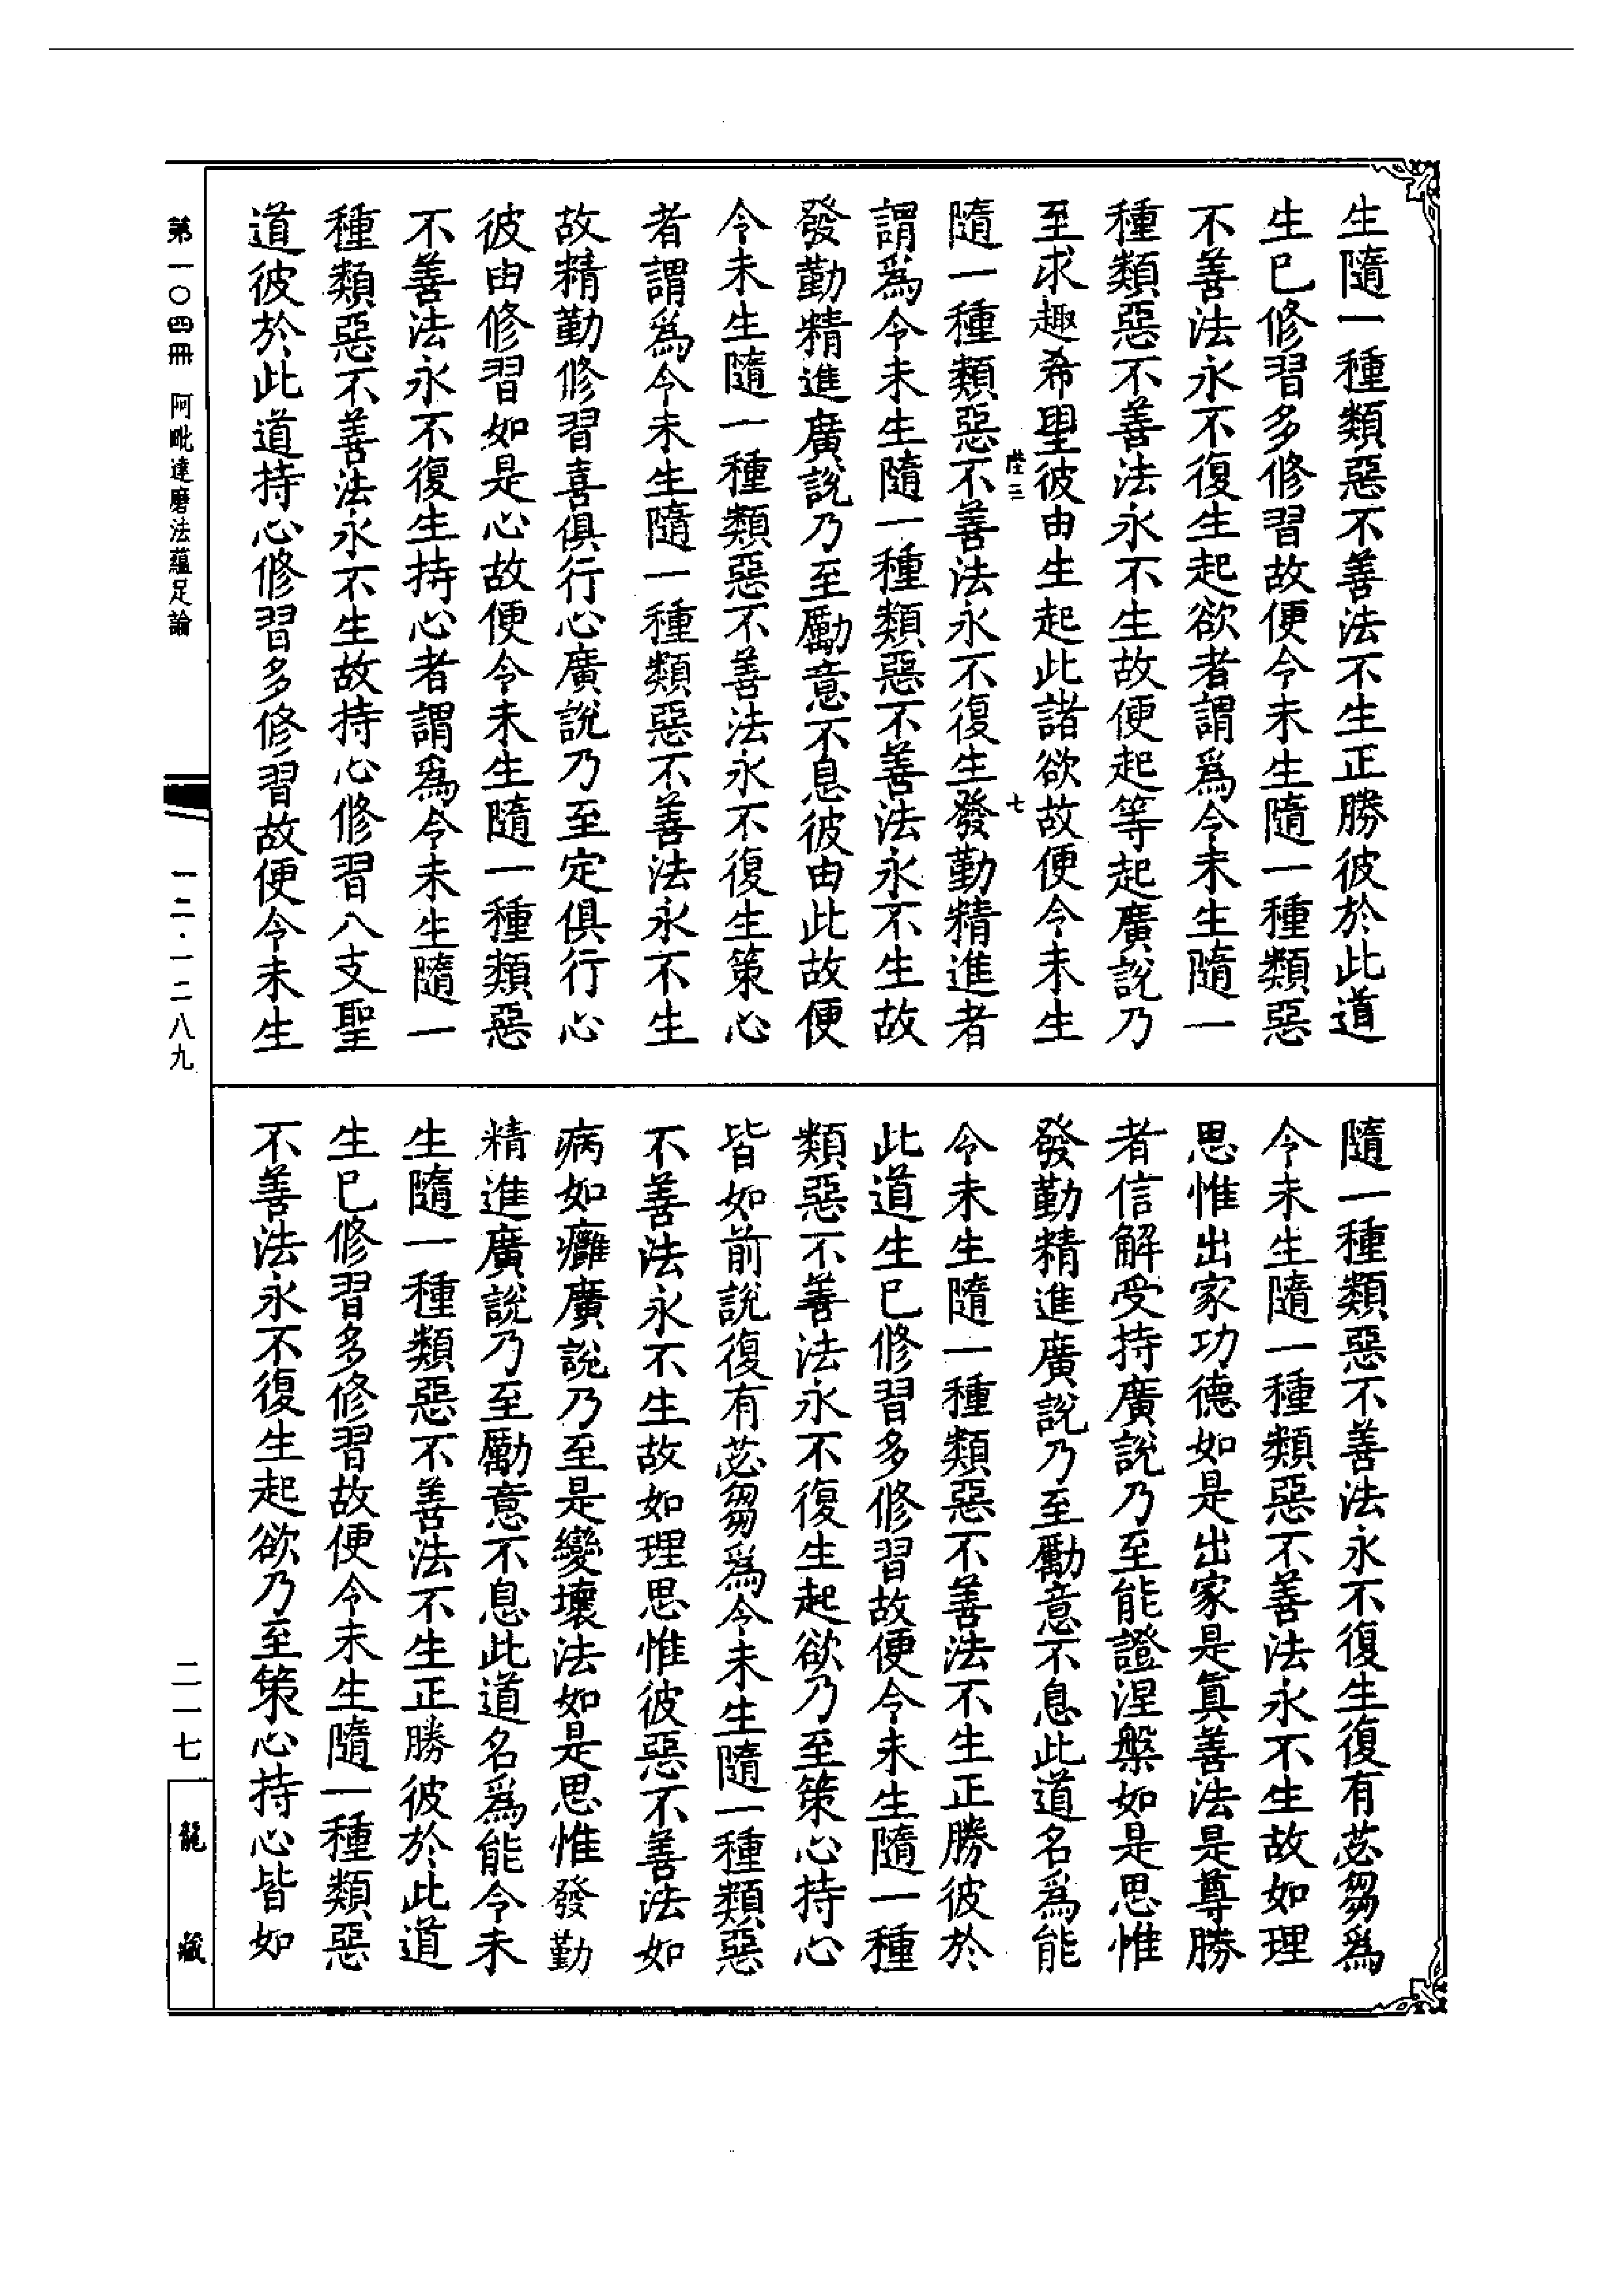 生隨一種類惡不善法不生正勝彼於此道
生已修習多修習故便令未生隨一種類惡
不善法永不復生起欲者謂爲令未生隨一
種類惡不善法永不生故便起等起廣說乃
至求趣希望彼由生起此諸欲故便令未生
陞三 七
隨一種類惡不善法永不復生發勤精進者
謂爲令未生隨一種類惡不善法永不生故
發勤精進廣說乃至勵意不息彼由此故便
令未生隨一種類惡不善法永不復生策心
者謂爲令未生隨一種類惡不善法永不生
故精勤修習喜俱行心廣說乃至定俱行心
彼由修習如是心故便令未生隨一種類惡
不善法永不復生持心者謂爲令未生隨一
種類惡不善法永不生故持心修習八支聖
道彼於此道持心修習多修習故便令未生
隨一種類惡不善法永不復生復有苾芻爲
令未生隨一種類惡不善法永不生故如理
思惟出家功德如是出家是眞善法是尊勝
者信解受持廣說乃至能證涅槃如是思惟
發勤精進廣說乃至勵意不息此道名爲能
令未生隨一種類惡不善法不生正勝彼於
此道生已修習多修習故便令未生隨一種
類惡不善法永不復生起欲乃至策心持心
皆如前說復有苾芻爲令未生隨一種類惡
不善法永不生故如理思惟彼惡不善法如
病如癰廣說乃至是變壞法如是思惟發勤
精進廣說乃至勵意不息此道名爲能令未
生隨一種類惡不善法不生正勝彼於此道
生已修習多修習故便令未生隨一種類惡
不善法永不復生起欲乃至策心持心皆如
第一〇四冊 阿毗達磨法蘊足論
一二·一二八九
二一七
龍藏